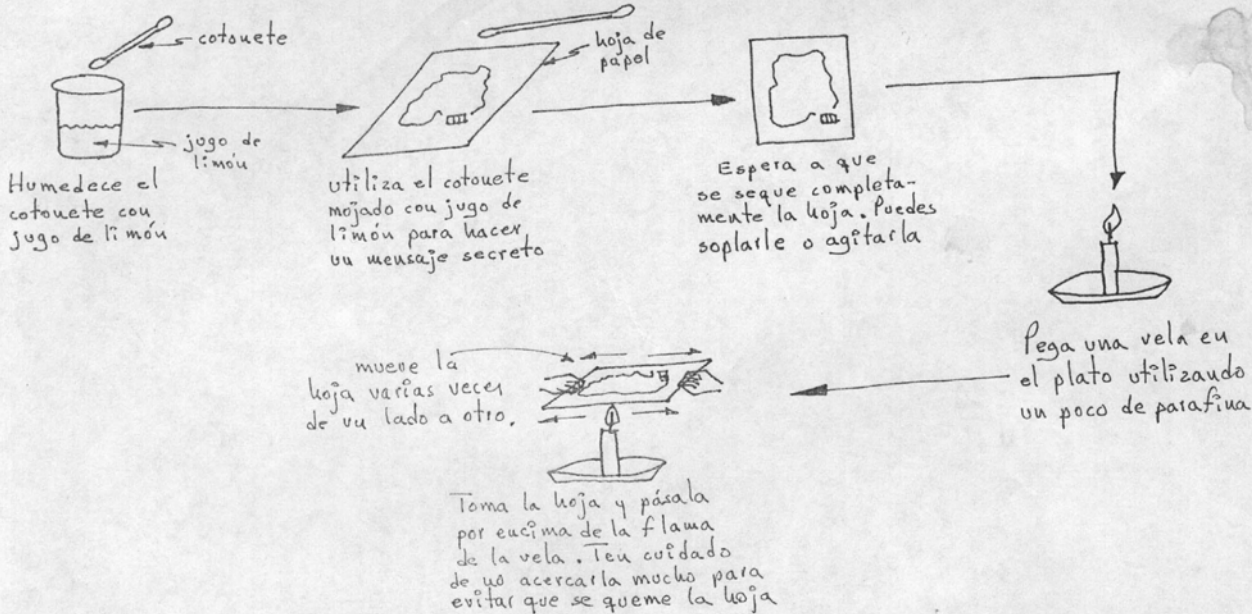 cotonete
jugo de
limón
Humedece el
cotonete con
jugo de limón
hoja de
papel
utiliza el cotonete
mojado con jugo de
limón para hacer
un mensaje secreto
Espera a que
se seque completa-
mente la hoja. Puedes
soplarle o agitarla
Pega una vela en
el plato utilizando
un poco de parafina
mueve la
hoja varias veces
de un lado a otro.
Toma la hoja y pásala
por encima de la flama
de la vela. Ten cuidado
de no acercarla mucho para
evitar que se queme la hoja